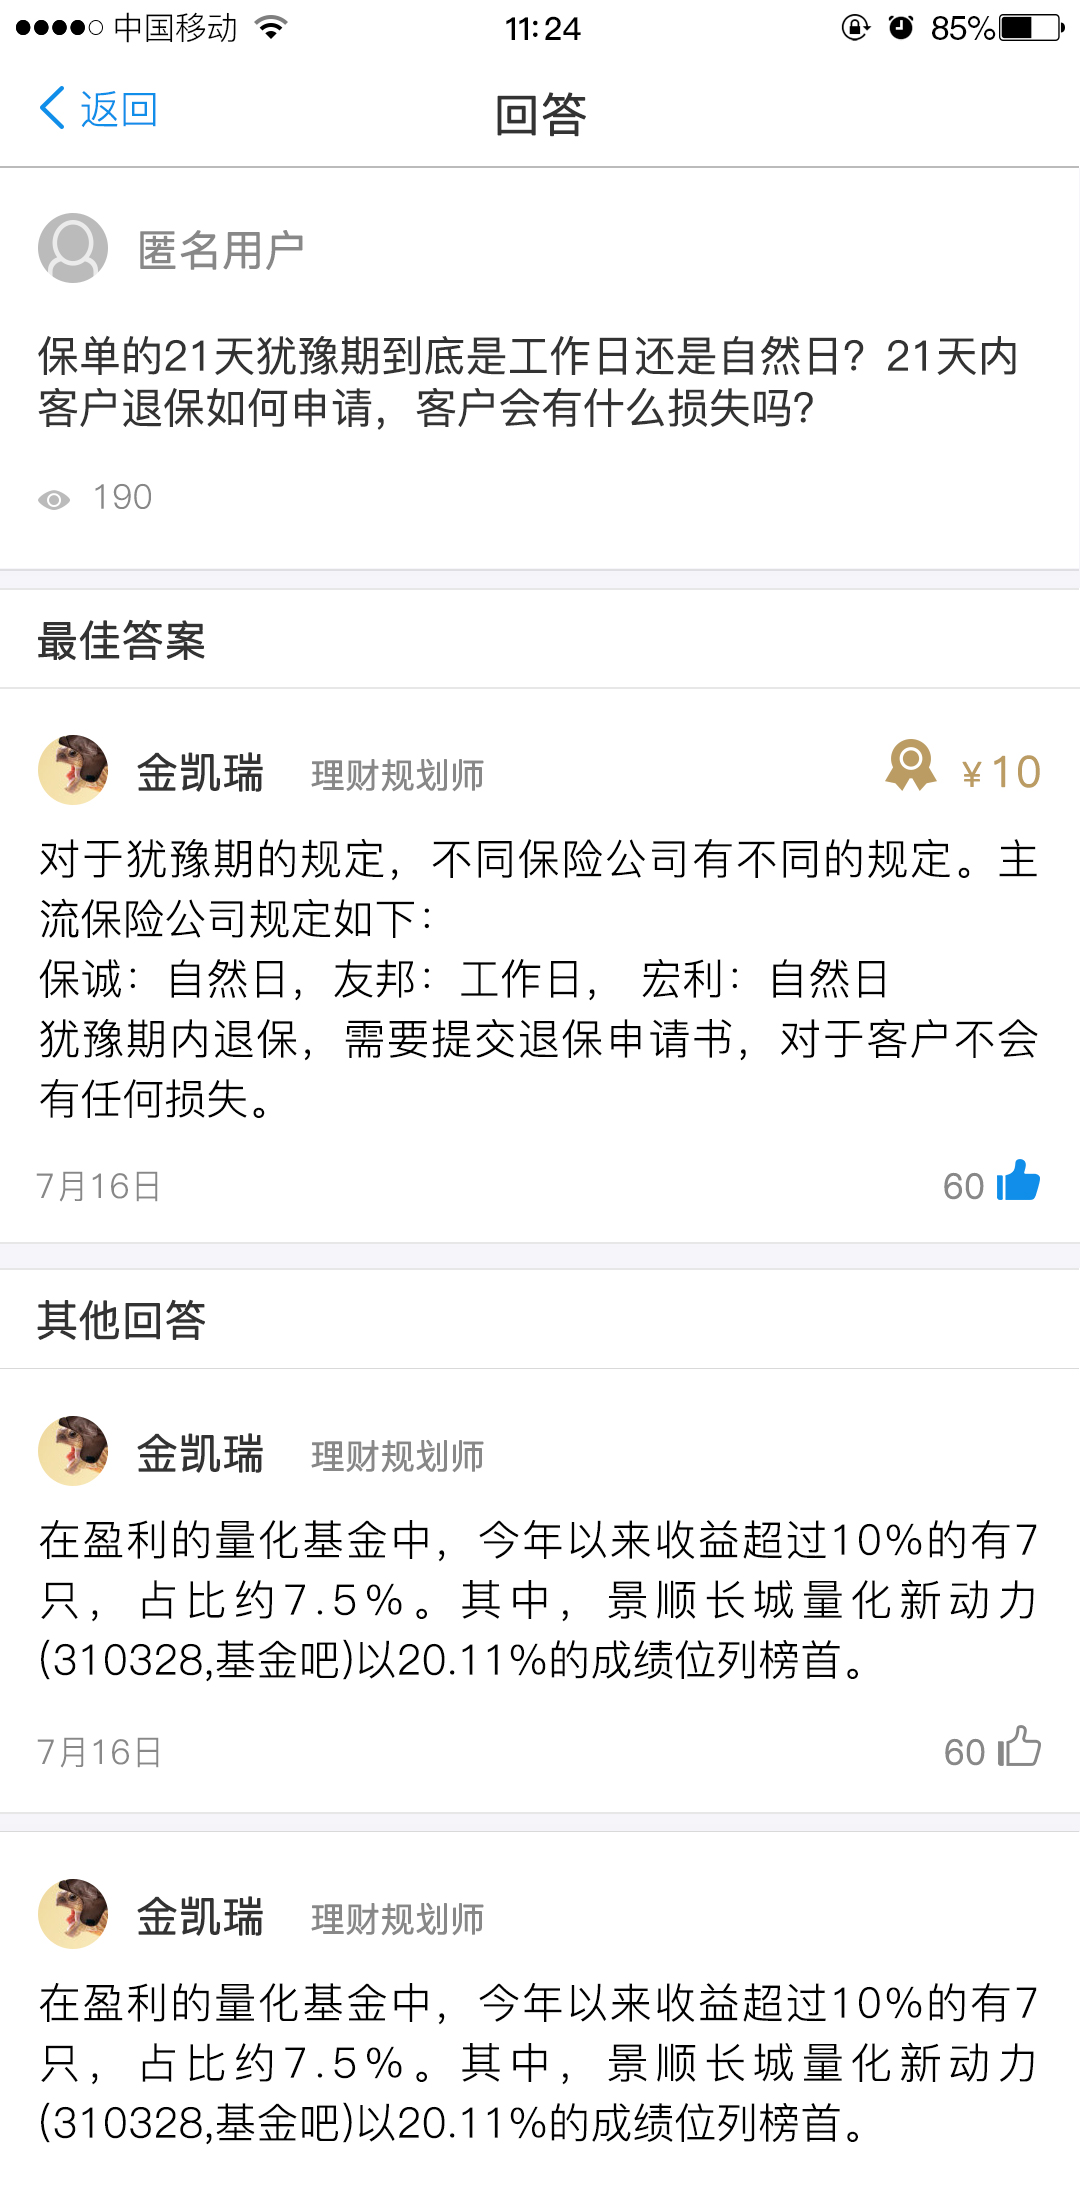 中国移动 11:24 85%
返回 回答
匿名用户
保单的21天犹豫期到底是工作日还是自然日？21天内
客户退保如何申请，客户会有什么损失吗？
190
最佳答案
金凯瑞 理财规划师 ¥10
对于犹豫期的规定，不同保险公司有不同的规定。主
流保险公司规定如下：
保诚：自然日，友邦：工作日， 宏利：自然日
犹豫期内退保，需要提交退保申请书，对于客户不会
有任何损失。
7月16日 60
其他回答
金凯瑞 理财规划师
在盈利的量化基金中，今年以来收益超过10%的有7
只，占比约7.5%。其中，景顺长城量化新动力
(310328,基金吧)以20.11%的成绩位列榜首。
7月16日 60
金凯瑞 理财规划师
在盈利的量化基金中，今年以来收益超过10%的有7
只，占比约7.5%。其中，景顺长城量化新动力
(310328,基金吧)以20.11%的成绩位列榜首。